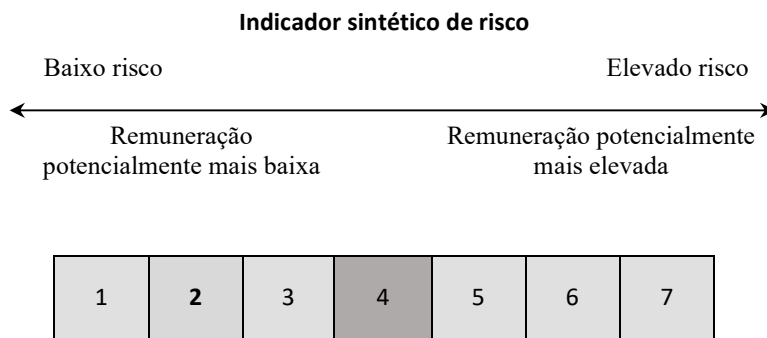 Indicador sintético de risco
Baixo risco Elevado risco
Remuneração Remuneração potencialmente
potencialmente mais baixa mais elevada
1 2 3 4 5 6 7